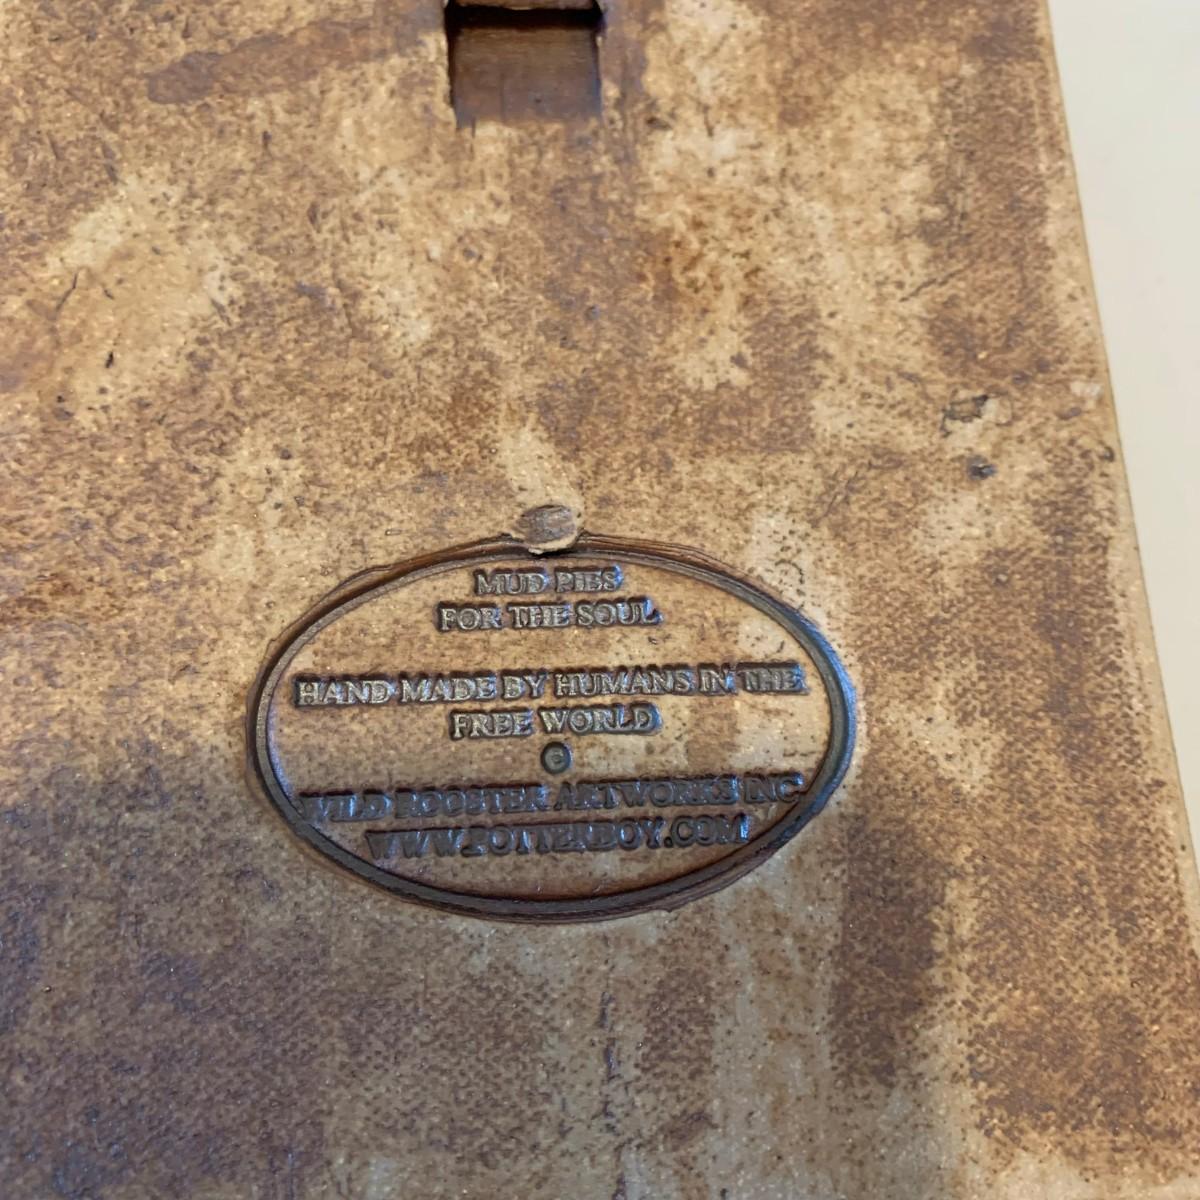 MUD PIES
FOR THE SOUL
HAND MADE BY HUMANS IN THE
FREE WORLD
©
WILD ROOSTER ARTWORKS INC
WWW.POTTERBOY.COM